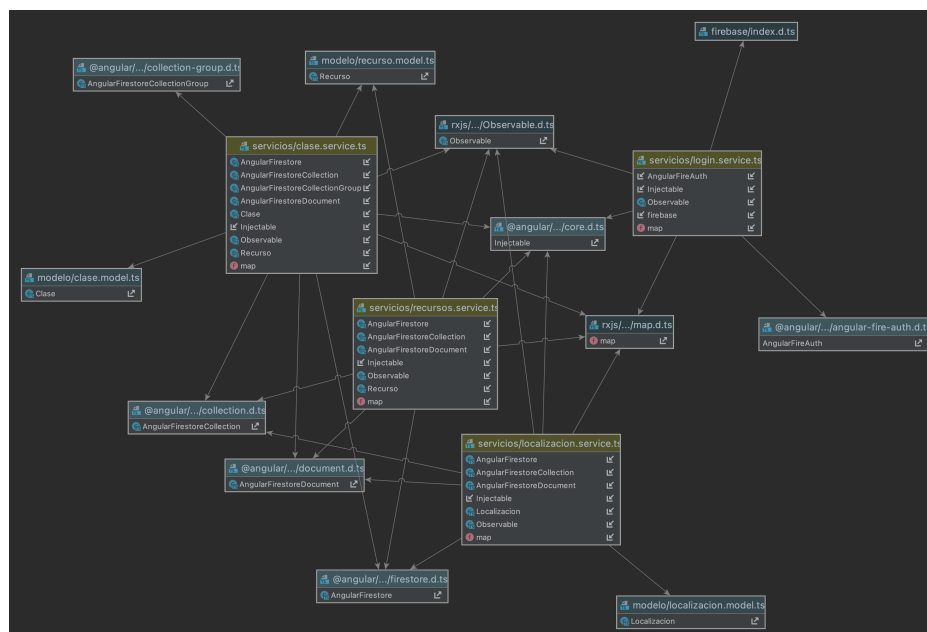 firebase/index.d.ts
@angular/.../collection-group.d.ts
AngularFirestoreCollectionGroup
modelo/recurso.model.ts
Recurso
rxjs/.../Observable.d.ts
Observable
servicios/clase.service.ts
AngularFirestore
AngularFirestoreCollection
AngularFirestoreCollectionGroup
AngularFirestoreDocument
Clase
Injectable
Observable
Recurso
map
servicios/login.service.ts
AngularFireAuth
Injectable
Observable
firebase
map
@angular/.../core.d.ts
Injectable
modelo/clase.model.ts
Clase
servicios/recursos.service.ts
AngularFirestore
AngularFirestoreCollection
AngularFirestoreDocument
Injectable
Observable
Recurso
map
rxjs/.../map.d.ts
map
@angular/.../angular-fire-auth.d.t
AngularFireAuth
@angular/.../collection.d.ts
AngularFirestoreCollection
servicios/localizacion.service.ts
AngularFirestore
AngularFirestoreCollection
AngularFirestoreDocument
Injectable
Localizacion
Observable
map
@angular/.../document.d.ts
AngularFirestoreDocument
@angular/.../firestore.d.ts
AngularFirestore
modelo/localizacion.model.ts
Localizacion